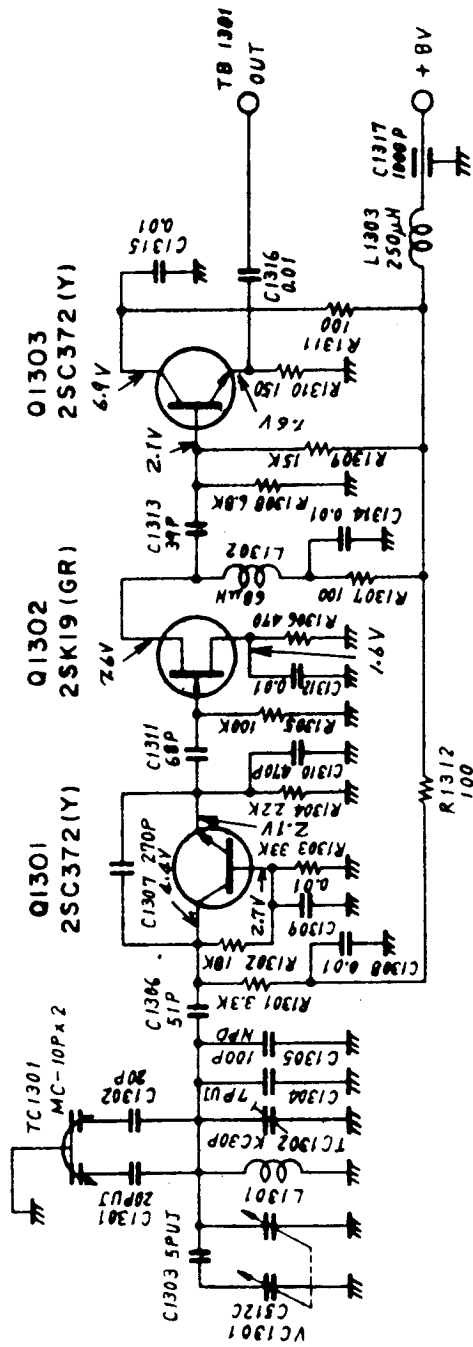 TC1301
MC-10P x 2
C1301
20PUJ
C1302
20P
C1303 5PUJ
VC1301
C512C
L1301
TC1302
KC30P
C1304
7PUJ
C1305
100P
NPO
C1306
51P
R1301 3.3K
C1308
0.01
R1302
18K
C1309
0.01
Q1301
2SC372(Y)
C1307 270P
2.7V
R1303 33K
2.1V
R1304 2.2K
C1310 470P
C1311
68P
R1305
100K
Q1302
2SK19(GR)
7.6V
C1312
0.01
R1306 470
1.6V
L1302
68μH
R1307
100
C1314 0.01
C1313
39P
R1308 6.8K
R1309
15K
Q1303
2SC372(Y)
6.9V
2.1V
1.6V
R1310 150
R1311
100
C1315
0.01
C1316
0.01
TB 1301
OUT
L1303
250μH
C1317
1000P
+8V
R1312
100